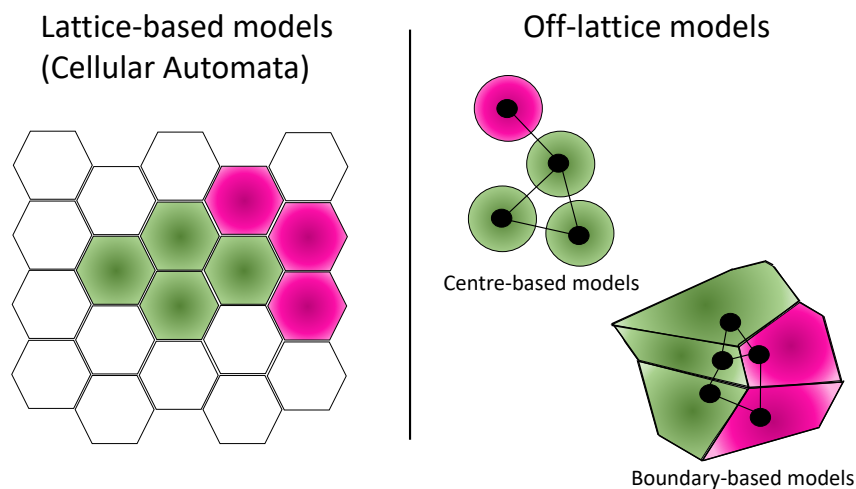 Lattice-based models
(Cellular Automata)
Off-lattice models
Centre-based models
Boundary-based models